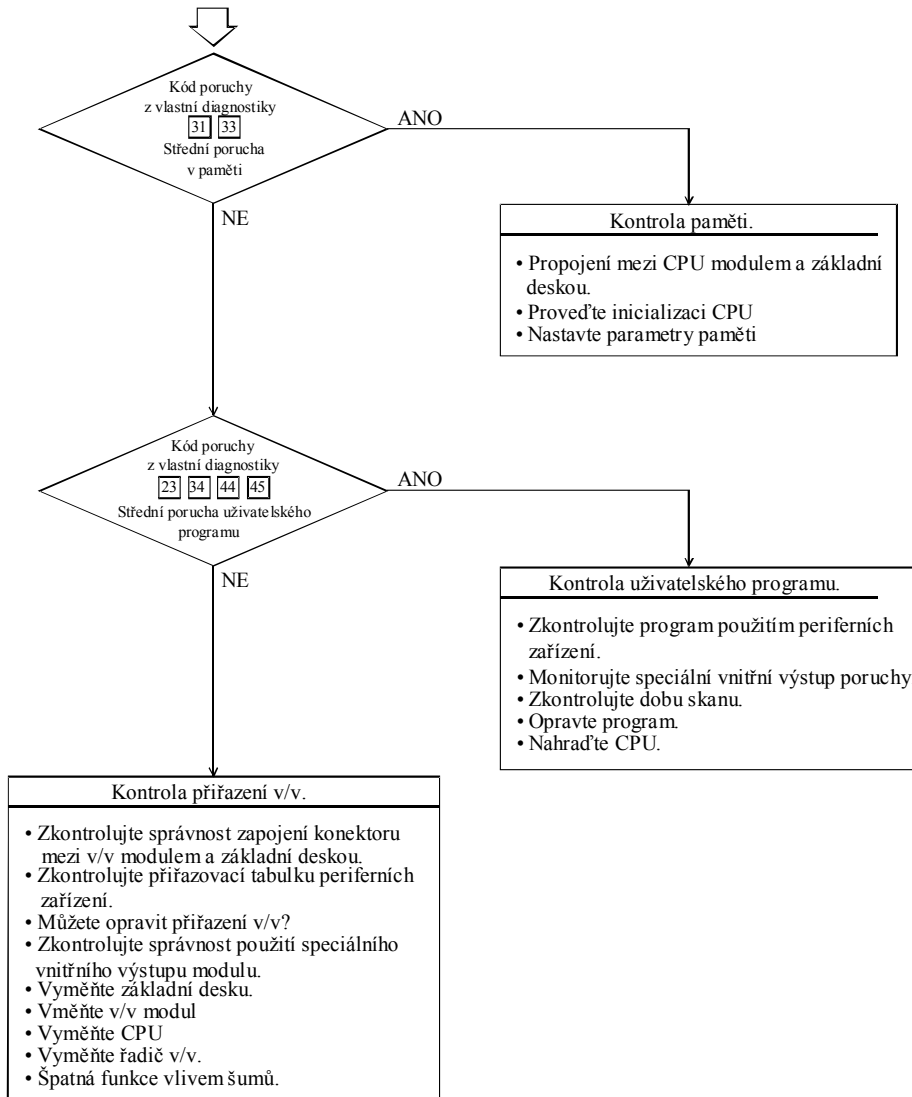 Kód poruchy
z vlastní diagnostiky
31 33
Střední porucha
v paměti
ANO
NE
Kontrola paměti.
• Propojení mezi CPU modulem a základní
deskou.
• Proveďte inicializaci CPU
• Nastavte parametry paměti
Kód poruchy
z vlastní diagnostiky
23 34 44 45
Střední porucha uživatelského
programu
ANO
NE
Kontrola uživatelského programu.
• Zkontrolujte program použitím periferních
zařízení.
• Monitorujte speciální vnitřní výstup poruchy
• Zkontrolujte dobu skanu.
• Opravte program.
• Nahraďte CPU.
Kontrola přiřazení v/v.
• Zkontrolujte správnost zapojení konektoru
mezi v/v modulem a základní deskou.
• Zkontrolujte přiřazovací tabulku periferních
zařízení.
• Můžete opravit přiřazení v/v?
• Zkontrolujte správnost použití speciálního
vnitřního výstupu modulu.
• Vyměňte základní desku.
• Vměňte v/v modul
• Vyměňte CPU
• Vyměňte řadič v/v.
• Špatná funkce vlivem šumů.